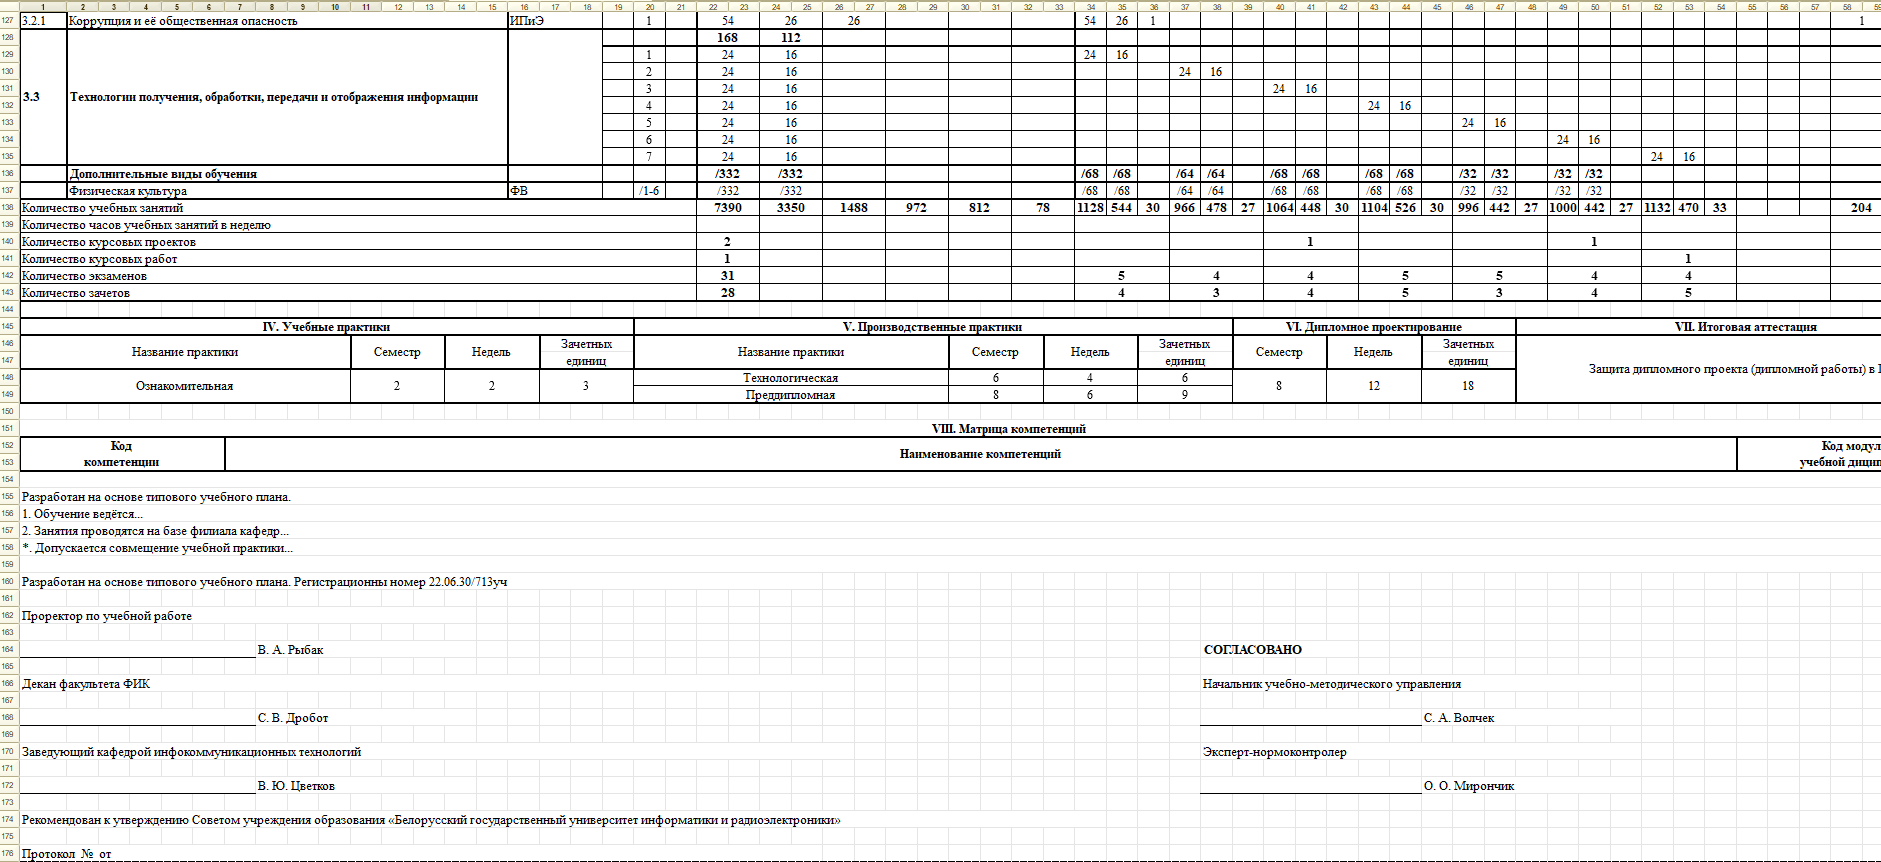 1 2 3 4 5 6 7 8 9 10 11 12 13 14 15 16 17 18 19 20 21 22 23 24 25 26 27 28 29 30 31 32 33 34 35 36 37 38 39 40 41 42 43 44 45 46 47 48 49 50 51 52 53 54 55 56 57 58 59
127 3.2.1 Коррупция и её общественная опасность ИПиЭ 1 54 26 26 54 26 1 1
128 168 112
129 1 24 16 24 16
130 2 24 16 24 16
131 3 24 16 24 16
3.3 Технологии получения, обработки, передачи и отображения информации
132 4 24 16 24 16
133 5 24 16 24 16
134 6 24 16 24 16
135 7 24 16 24 16
136 Дополнительные виды обучения /332 /332 /68 /68 /64 /64 /68 /68 /68 /68 /32 /32 /32 /32
137 Физическая культура ФВ /1-6 /332 /332 /68 /68 /64 /64 /68 /68 /68 /68 /32 /32 /32 /32
138 Количество учебных занятий 7390 3350 1488 972 812 78 1128 544 30 966 478 27 1064 448 30 1104 526 30 996 442 27 1000 442 27 1132 470 33 204
139 Количество часов учебных занятий в неделю
140 Количество курсовых проектов 2 1 1
141 Количество курсовых работ 1 1
142 Количество экзаменов 31 5 4 4 5 5 4 4
143 Количество зачетов 28 4 3 4 5 3 4 5
144
145 IV. Учебные практики V. Производственные практики VI. Дипломное проектирование VII. Итоговая аттестация
146 Название практики Семестр Недель Зачетных Название практики Семестр Недель Зачетных Семестр Недель Зачетных
147 единиц единиц единиц
Защита дипломного проекта (дипломной работы) в
148 Ознакомительная 2 2 3 Технологическая 6 4 6 8 12 18
149 Преддипломная 8 6 9
150
151 VIII. Матрица компетенций
152 Код Наименование компетенций Код модул
153 компетенции учебной дицип
154
155 Разработан на основе типового учебного плана.
156 1. Обучение ведётся...
157 2. Занятия проводятся на базе филиала кафедр...
158 *. Допускается совмещение учебной практики...
159
160 Разработан на основе типового учебного плана. Регистрационны номер 22.06.30/713уч
161
162 Проректор по учебной работе
163
164 В. А. Рыбак СОГЛАСОВАНО
165
166 Декан факультета ФИК Начальник учебно-методического управления
167
168 С. В. Дробот С. А. Волчек
169
170 Заведующий кафедрой инфокоммуникационных технологий Эксперт-нормоконтролер
171
172 В. Ю. Цветков О. О. Мирончик
173
174 Рекомендован к утверждению Советом учреждения образования «Белорусский государственный университет информатики и радиоэлектроники»
175
176 Протокол № от